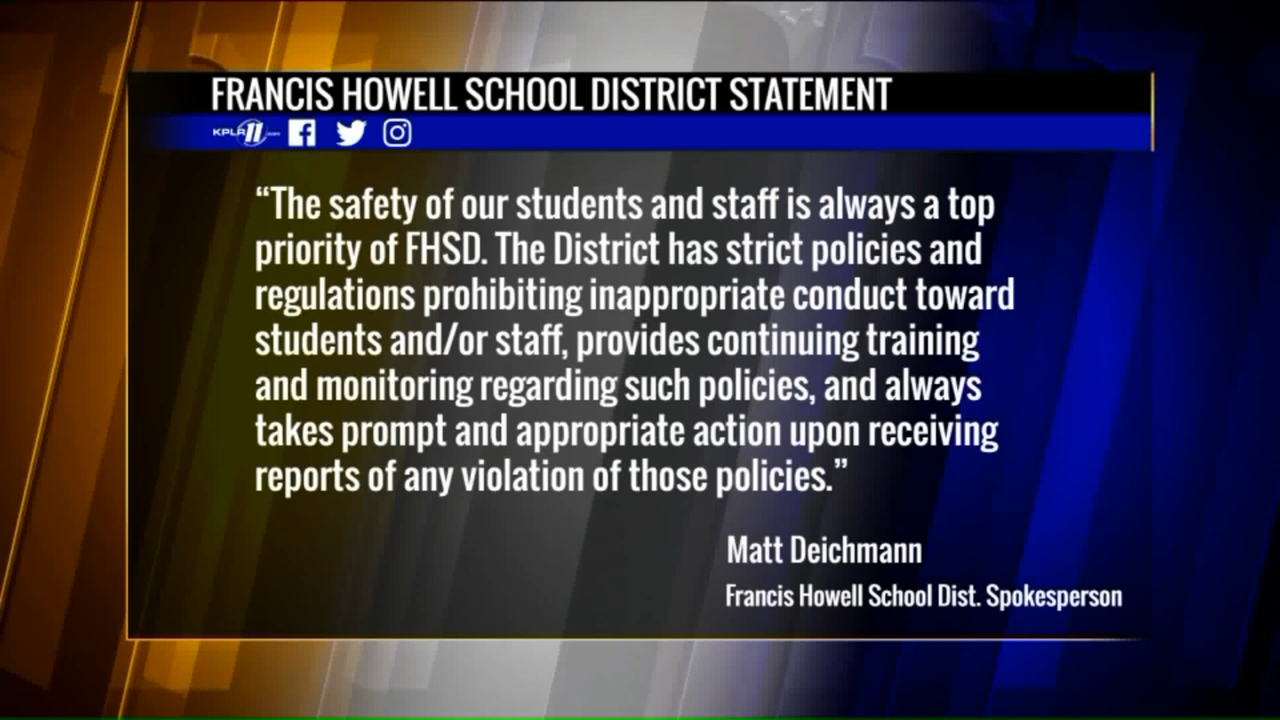 FRANCIS HOWELL SCHOOL DISTRICT STATEMENT
KPLR 11
“The safety of our students and staff is always a top
priority of FHSD. The District has strict policies and
regulations prohibiting inappropriate conduct toward
students and/or staff, provides continuing training
and monitoring regarding such policies, and always
takes prompt and appropriate action upon receiving
reports of any violation of those policies.”
Matt Deichmann
Francis Howell School Dist. Spokesperson